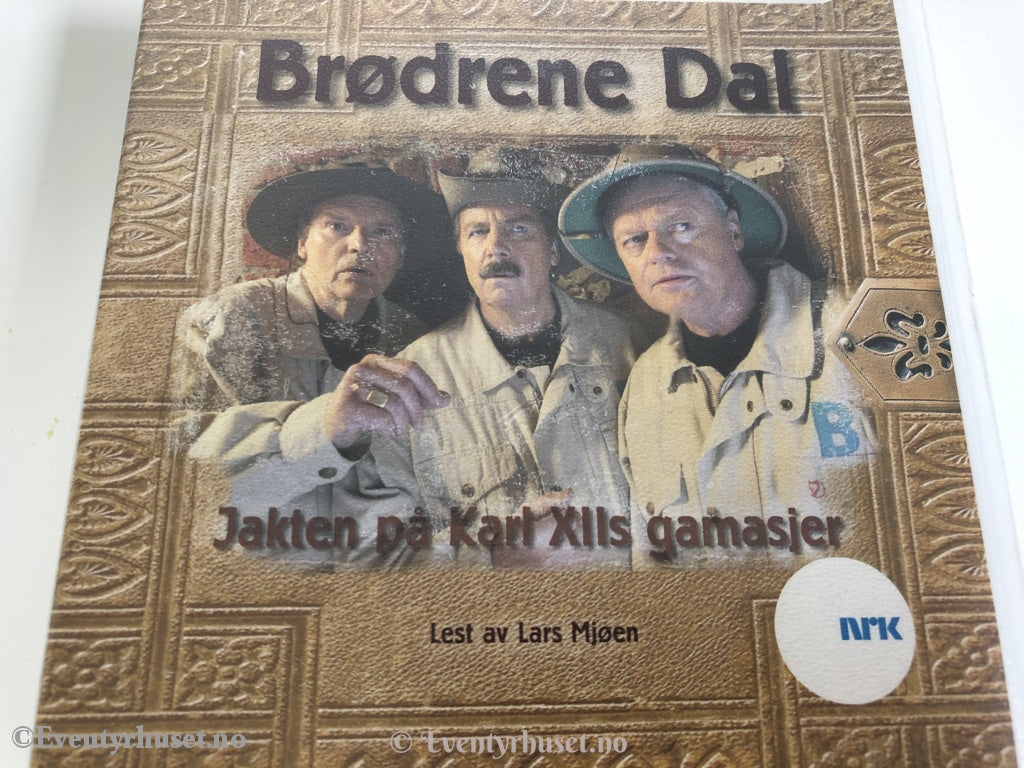 Brødrene Dal
B
Jakten på Karl XIIs gamasjer
Lest av Lars Mjøen
nrk
©Eventyrhuset.no
© Eventyrhuset.no